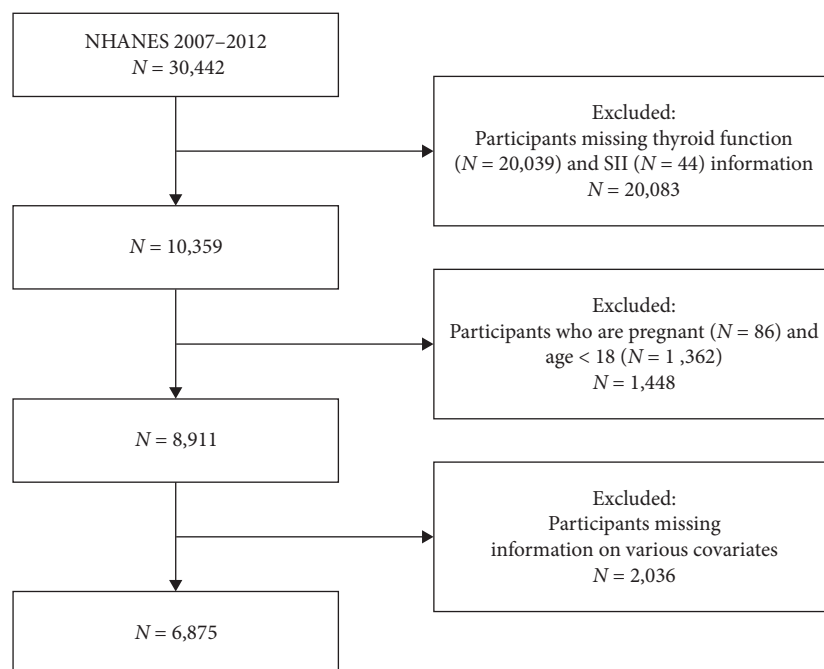 NHANES 2007–2012
N = 30,442
Excluded:
Participants missing thyroid function
(N = 20,039) and SII (N = 44) information
N = 20,083
N = 10,359
Excluded:
Participants who are pregnant (N = 86) and
age < 18 (N = 1 ,362)
N = 1,448
N = 8,911
Excluded:
Participants missing
information on various covariates
N = 2,036
N = 6,875